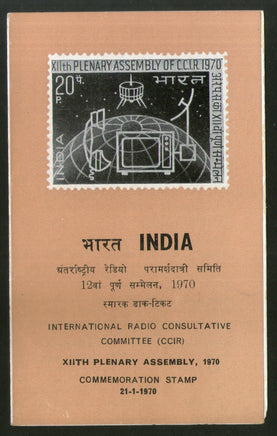 XIIth PLENARY ASSEMBLY OF C.C.I.R. 1970
20 प.
P.
भारत
INDIA
भारत INDIA
अंतर्राष्ट्रीय रेडियो परामर्शदात्री समिति
12वां पूर्ण सम्मेलन, 1970
स्मारक डाक-टिकट
INTERNATIONAL RADIO CONSULTATIVE
COMMITTEE (CCIR)
XIITH PLENARY ASSEMBLY, 1970
COMMEMORATION STAMP
21-1-1970